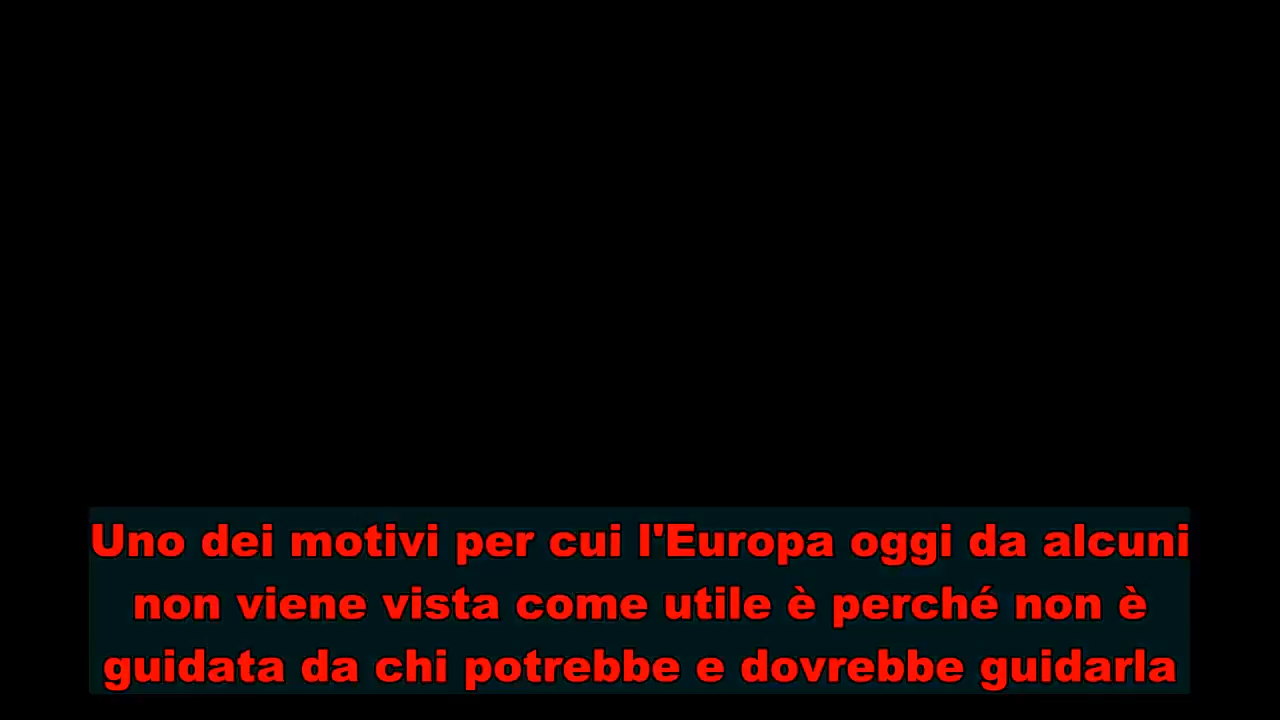 Uno dei motivi per cui l'Europa oggi da alcuni
non viene vista come utile è perché non è
guidata da chi potrebbe e dovrebbe guidarla